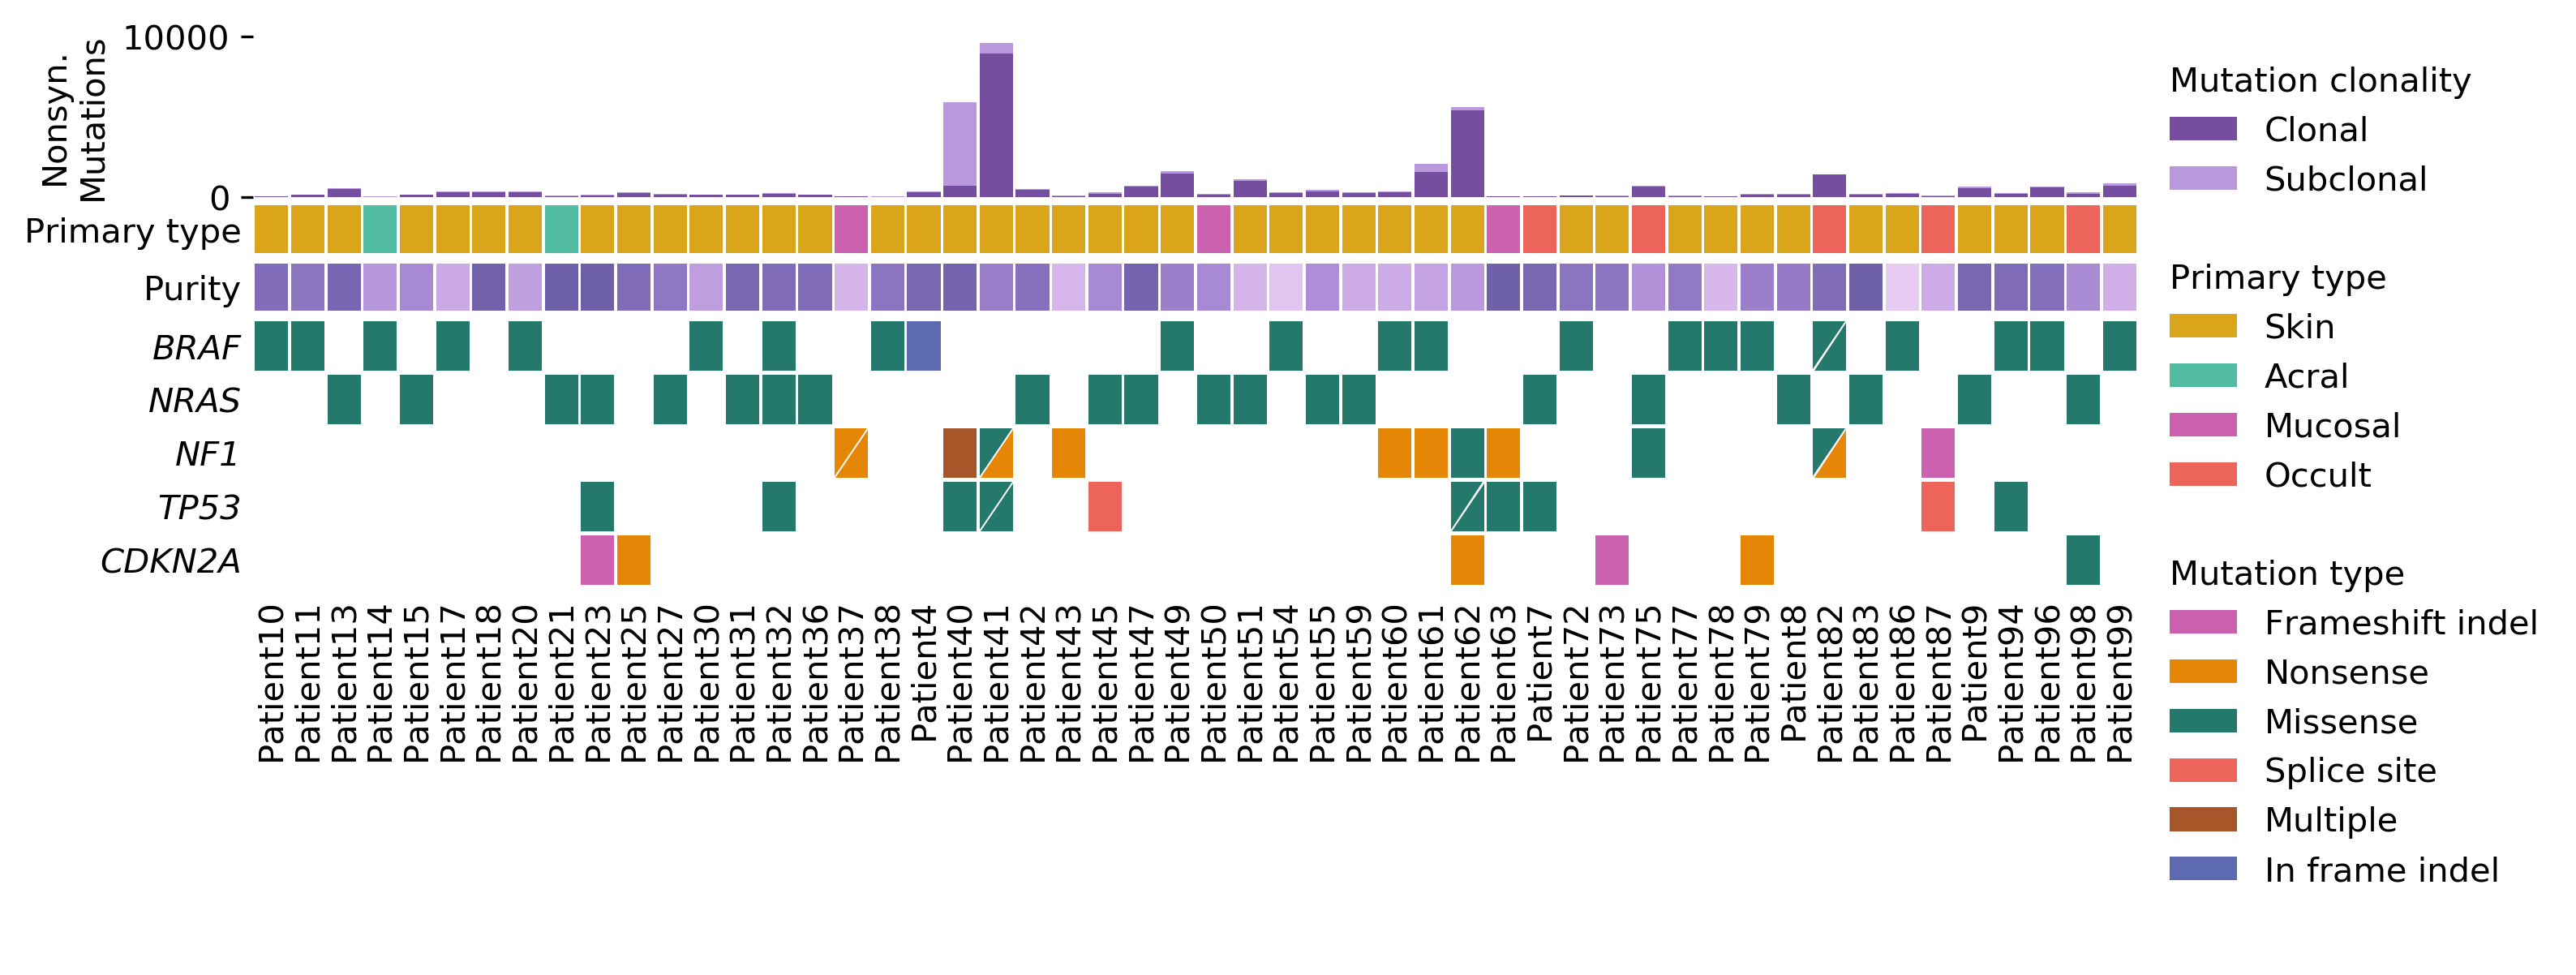 Nonsyn.
Mutations
10000
0
Primary type
Purity
BRAF
NRAS
NF1
TP53
CDKN2A
Patient10
Patient11
Patient13
Patient14
Patient15
Patient17
Patient18
Patient20
Patient21
Patient23
Patient25
Patient27
Patient30
Patient31
Patient32
Patient36
Patient37
Patient38
Patient4
Patient40
Patient41
Patient42
Patient43
Patient45
Patient47
Patient49
Patient50
Patient51
Patient54
Patient55
Patient59
Patient60
Patient61
Patient62
Patient63
Patient7
Patient72
Patient73
Patient75
Patient77
Patient78
Patient79
Patient8
Patient82
Patient83
Patient86
Patient87
Patient9
Patient94
Patient96
Patient98
Patient99
Mutation clonality
Clonal
Subclonal
Primary type
Skin
Acral
Mucosal
Occult
Mutation type
Frameshift indel
Nonsense
Missense
Splice site
Multiple
In frame indel